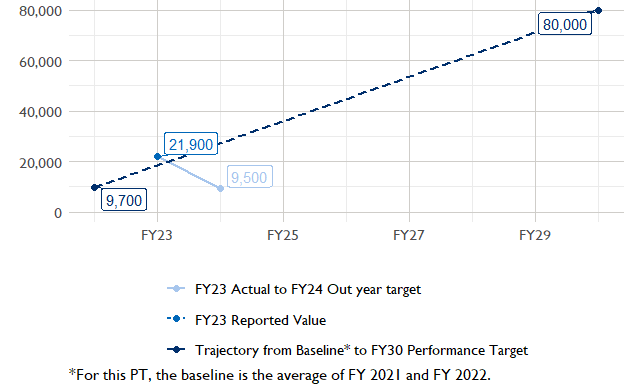 80,000
80,000
60,000
40,000
21,900
20,000
9,500
9,700
0
FY23 FY25 FY27 FY29
FY23 Actual to FY24 Out year target
FY23 Reported Value
Trajectory from Baseline* to FY30 Performance Target
*For this PT, the baseline is the average of FY 2021 and FY 2022.